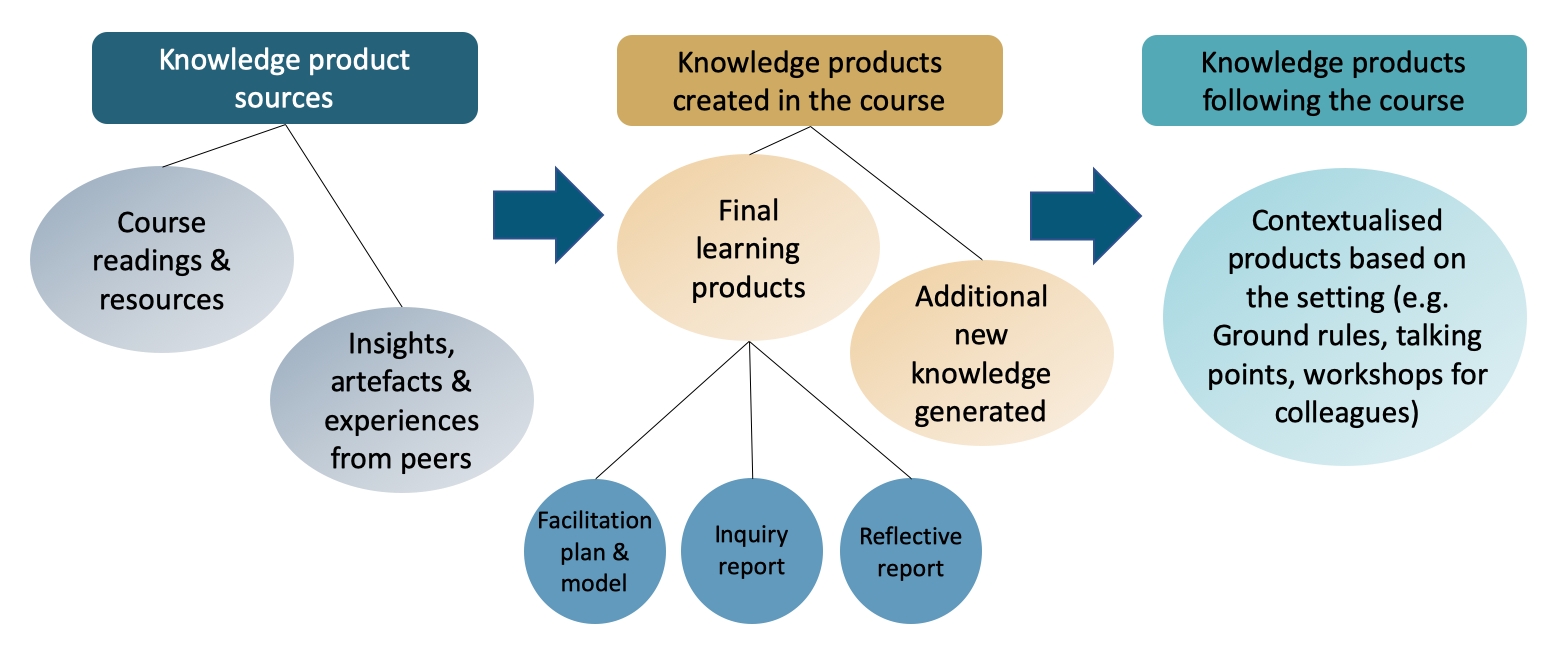 Knowledge product
sources
Course
readings &
resources
Insights,
artefacts &
experiences
from peers
Knowledge products
created in the course
Final
learning
products
Additional
new
knowledge
generated
Facilitation
plan &
model
Inquiry
report
Reflective
report
Knowledge products
following the course
Contextualised
products based on
the setting (e.g.
Ground rules, talking
points, workshops for
colleagues)